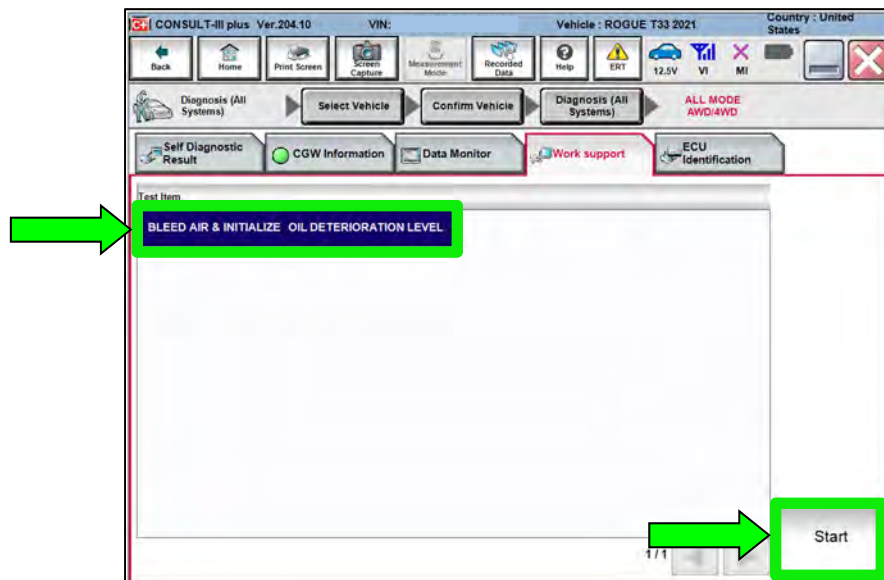 C+ CONSULT-III plus Ver.204.10 VIN: Vehicle : ROGUE T33 2021 Country : United
States
Back Home Print Screen Screen
Capture Measurement
Mode Recorded
Data Help ERT 12.5V VI MI
Diagnosis (All
Systems) Select Vehicle Confirm Vehicle Diagnosis (All
Systems) ALL MODE
AWD/4WD
Self Diagnostic
Result CGW Information Data Monitor Work support ECU
Identification
Test Item
BLEED AIR & INITIALIZE OIL DETERIORATION LEVEL
Start
1/1